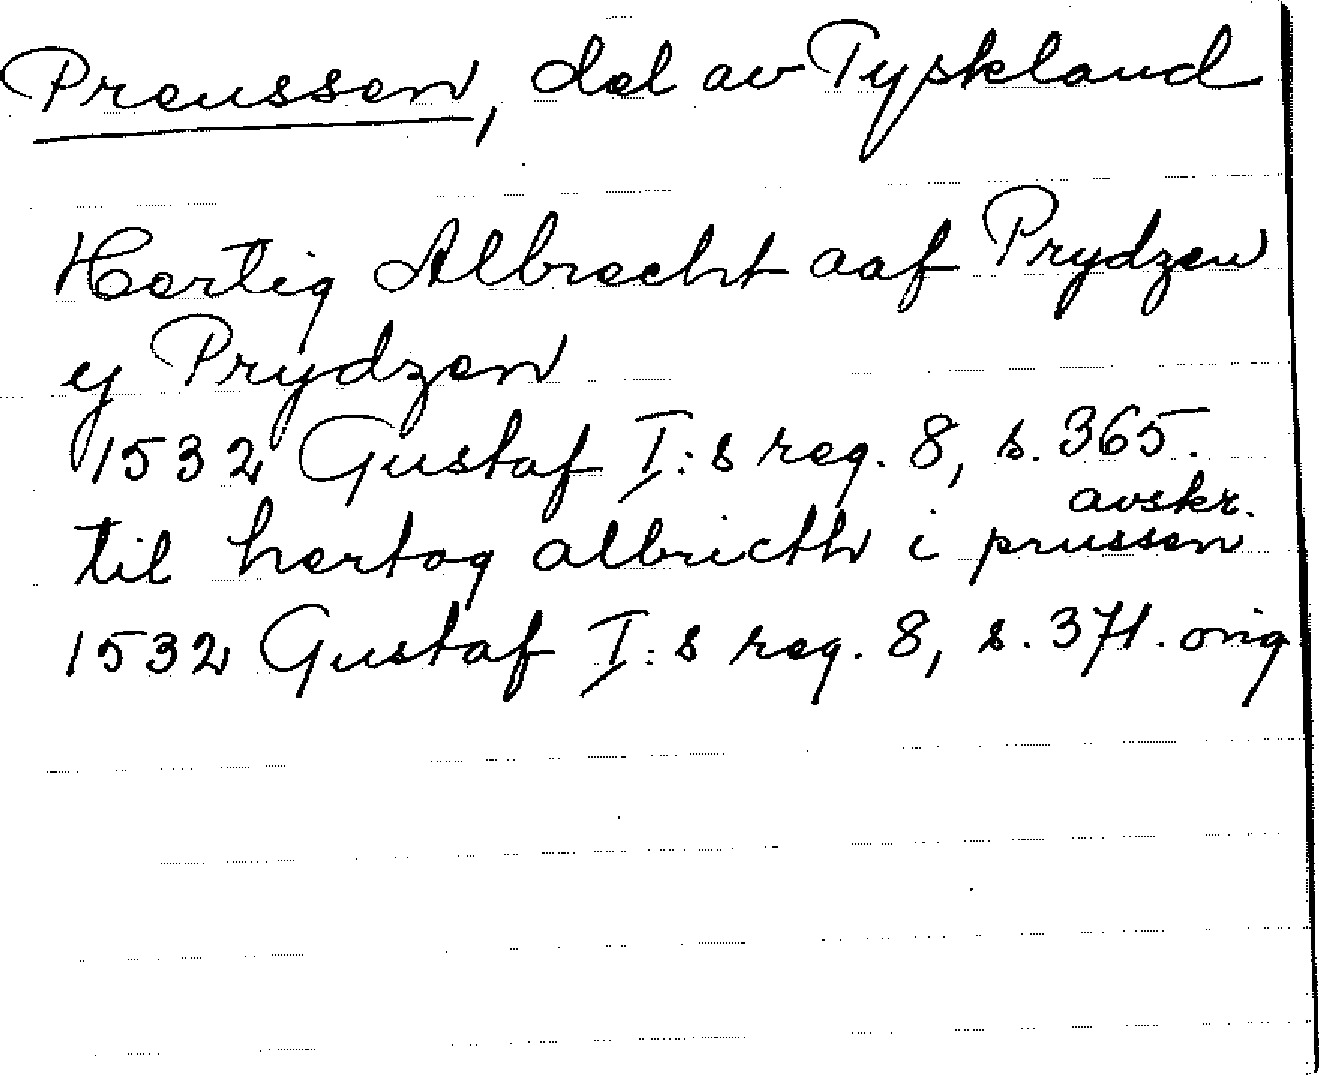 Preussen, del av Tyskland
Hertig Albrecht aaf Prydzen
ej Prydzen
1532 Gustaf I:s reg. 8, s. 365.
avskr.
til hertog albricth i prussen
1532 Gustaf I:s reg. 8, s. 371. orig